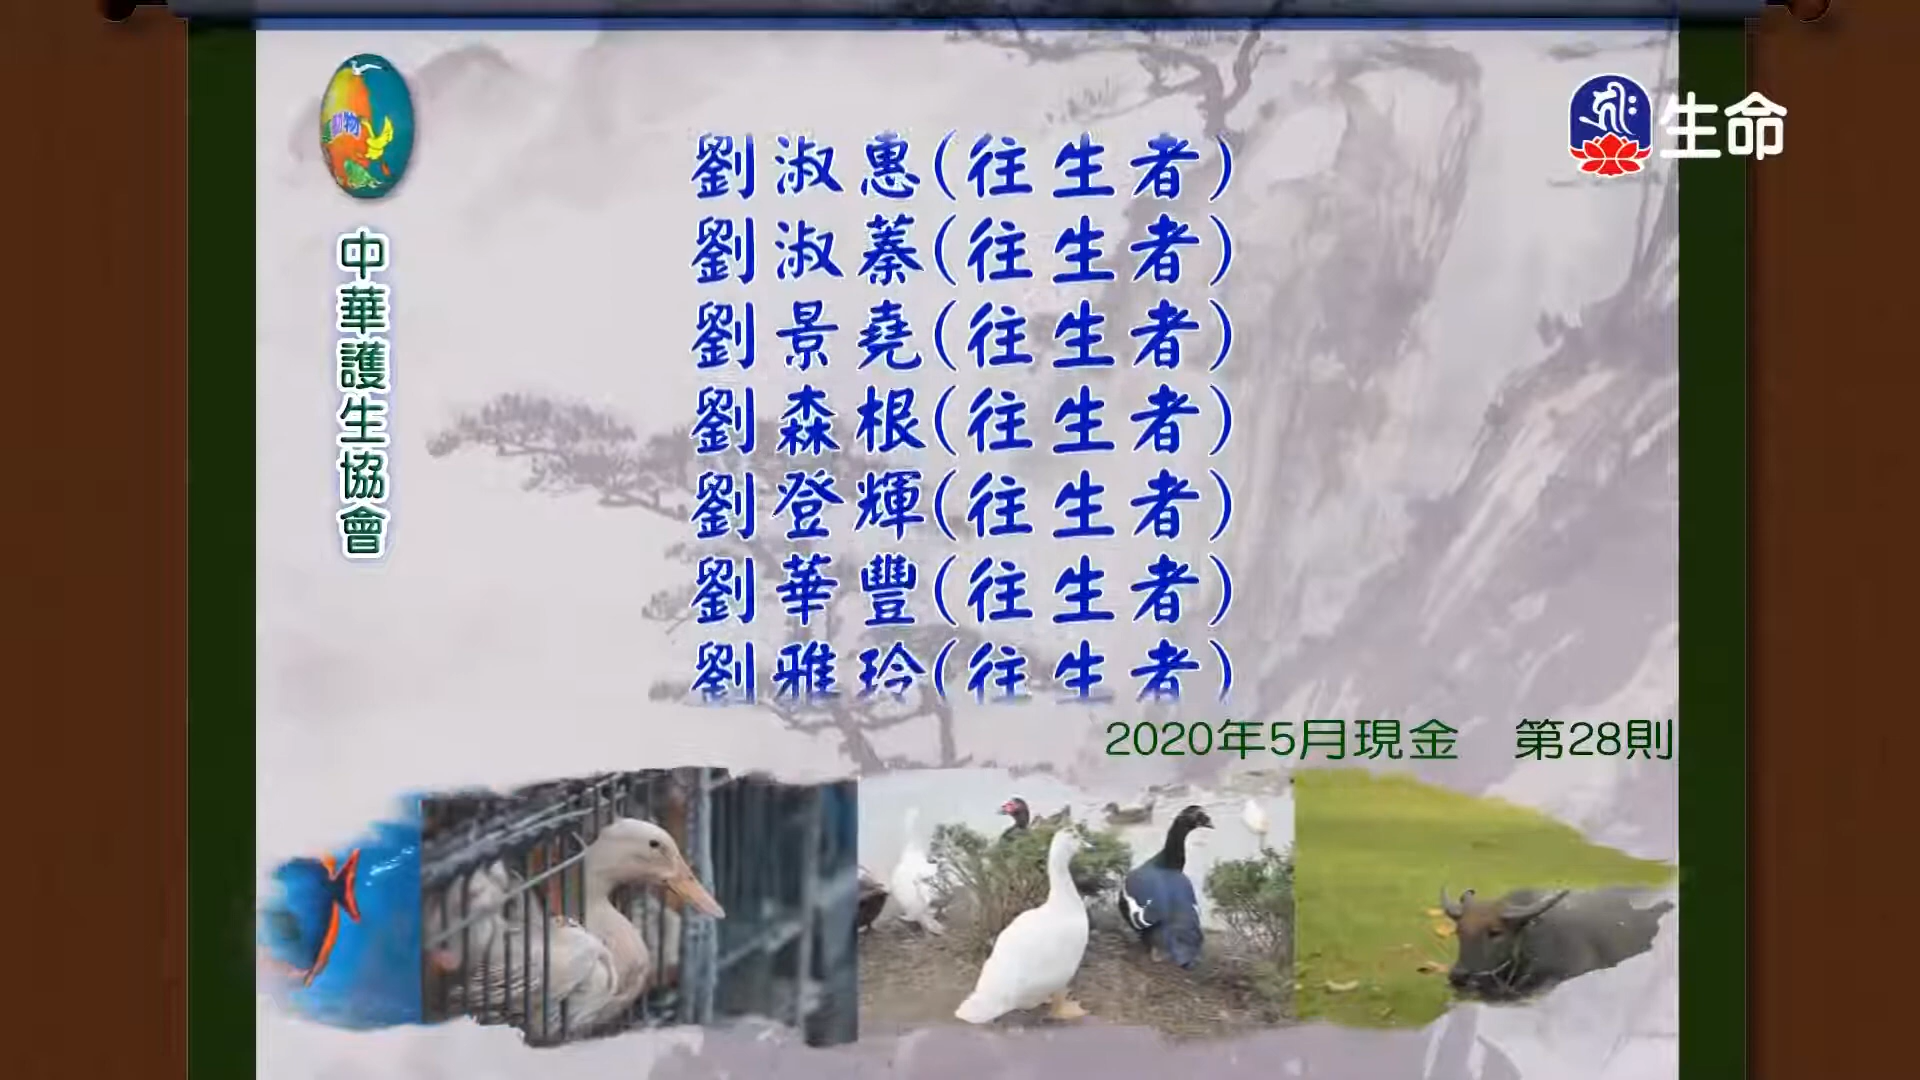 動物
生命
中華護生協會
劉淑惠(往生者)
劉淑蓁(往生者)
劉景堯(往生者)
劉森根(往生者)
劉登輝(往生者)
劉華豐(往生者)
劉雅玲(往生者)
2020年5月現金 第28則